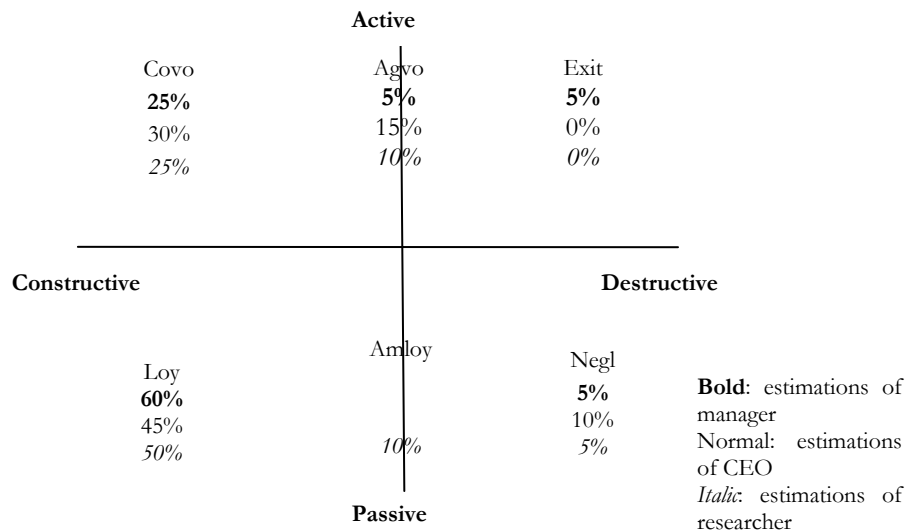 Active
Covo Agvo Exit
25% 5% 5%
30% 15% 0%
25% 10% 0%
Constructive Destructive
Loy Amloy Negl
60% 5%
45% 10%
50% 10% 5%
Passive
Bold: estimations of
manager
Normal: estimations
of CEO
Italic: estimations of
researcher